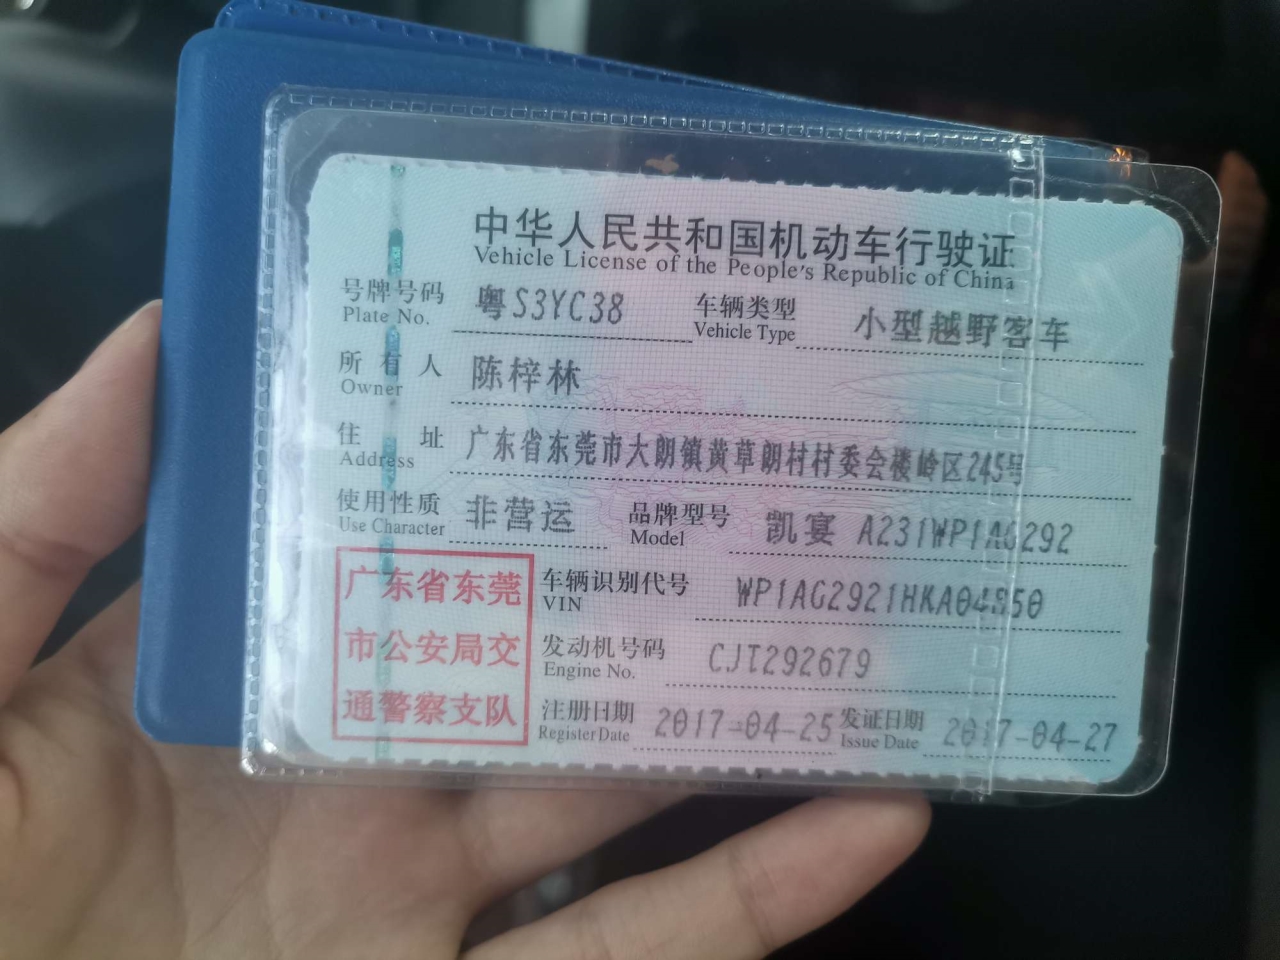 中华人民共和国机动车行驶证
Vehicle License of the People's Republic of China
号牌号码 粤S3YC38 车辆类型 小型越野客车
Plate No. Vehicle Type
所有人 陈梓林
Owner
住址 广东省东莞市大朗镇黄草朗村村委会楼岭区245号
Address
使用性质 非营运 品牌型号 凯宴 A231WP1AG292
Use Character Model
广东省东莞
市公安局交
通警察支队
车辆识别代号
VIN
发动机号码 CJT292679
Engine No.
注册日期 2017-04-25 发证日期 2017-04-27
Register Date Issue Date